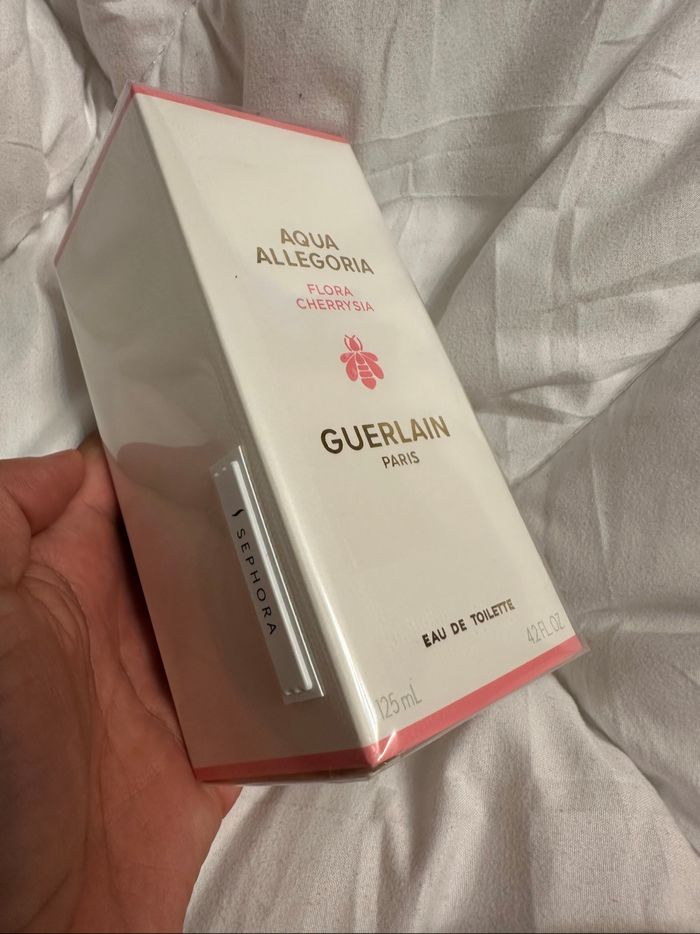 AQUA
ALLEGORIA
FLORA
CHERRYSIA
GUERLAIN
PARIS
SEPHORA
EAU DE TOILETTE
125 mL
4.2 FL.OZ